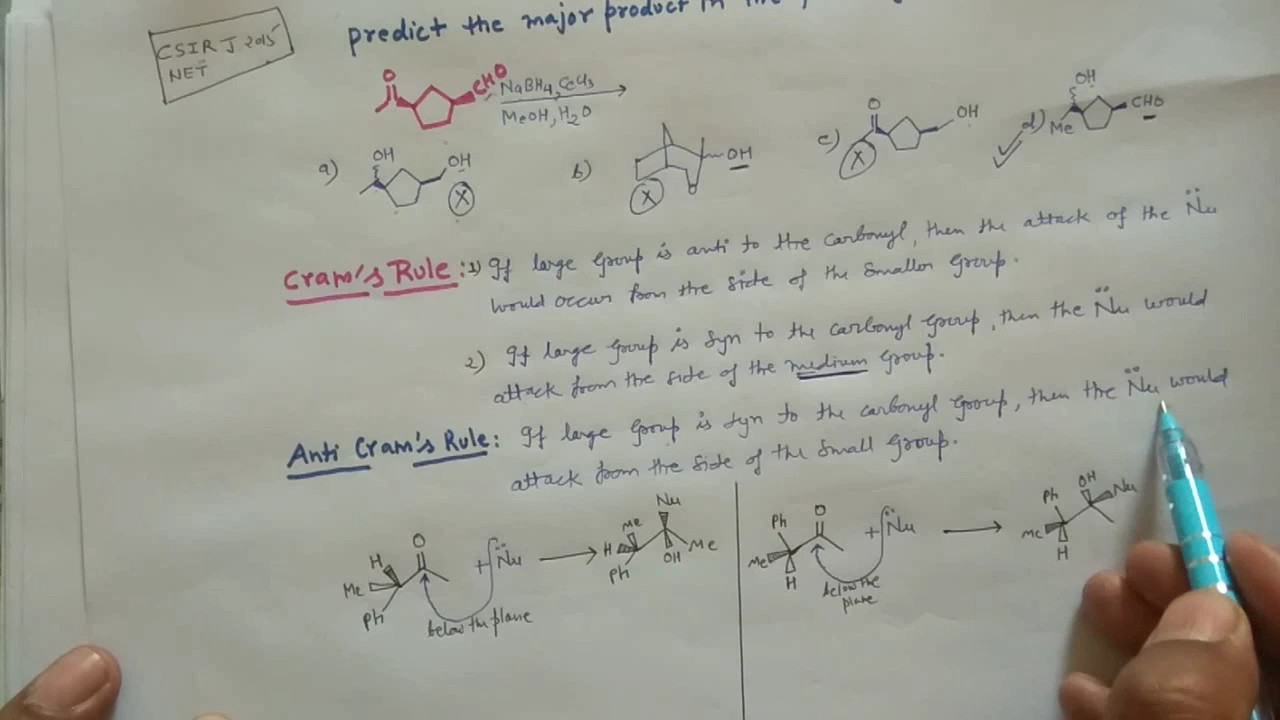 predict the major product in the
CSIR J 2015
NET
O
CHO
NaBH4, CeCl3
MeOH, H2O
a)
OH
OH
X
b)
OH
O
X
c)
O
OH
X
d)
OH
Me
CHO
Cram's Rule: 1) If large group is anti to the carbonyl, then the attack of the N̈u
would occur from the side of the smaller group.
2) If large group is syn to the carbonyl group, then the N̈u would
attack from the side of the medium group.
Anti Cram's Rule: If large group is syn to the carbonyl group, then the N̈u would
attack from the side of the small group.
H
O
Me
Ph
+ N̈u
below the plane
Me
Nu
H
Ph
OH
Me
Ph
O
Me
H
+ N̈u
below the
plane
Ph
OH
Nu
Me
H